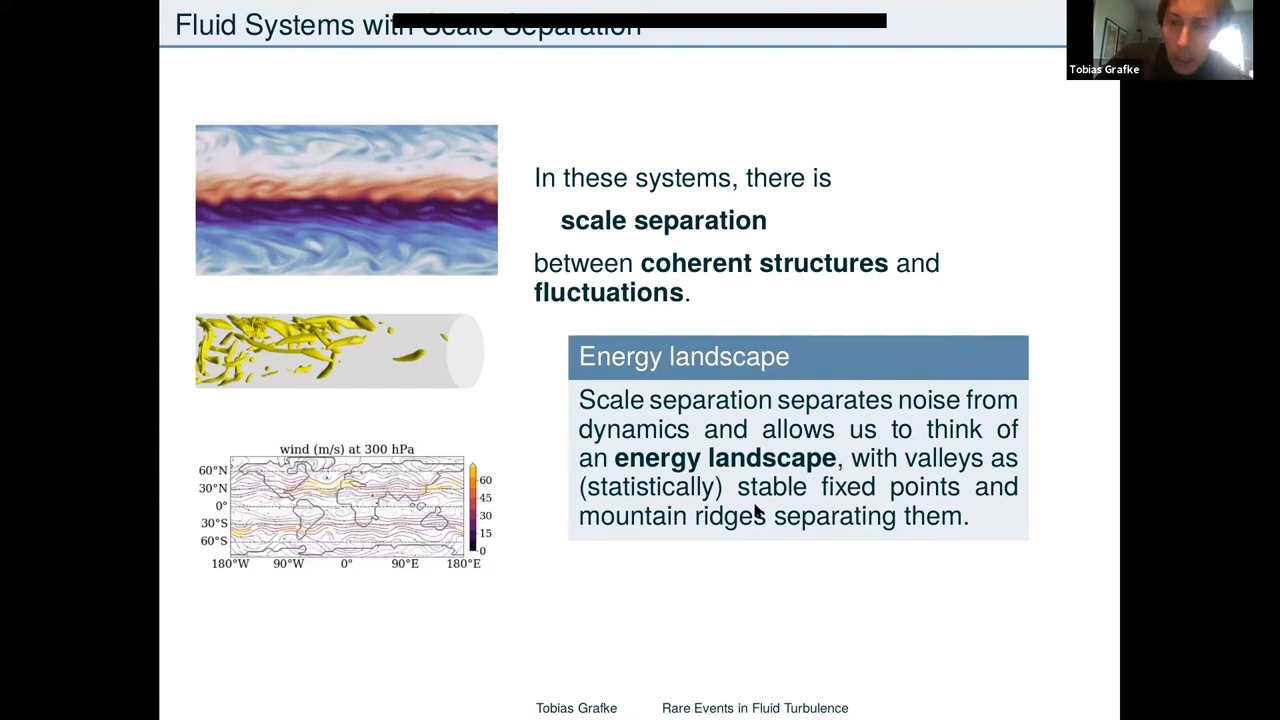 Fluid Systems with Scale Separation
Tobias Grafke
In these systems, there is
scale separation
between coherent structures and
fluctuations.
Energy landscape
Scale separation separates noise from
dynamics and allows us to think of
an energy landscape, with valleys as
(statistically) stable fixed points and
mountain ridges separating them.
wind (m/s) at 300 hPa
60°N
30°N
0°
30°S
60°S
180°W 90°W 0° 90°E 180°E
60
45
30
15
0
Tobias Grafke Rare Events in Fluid Turbulence